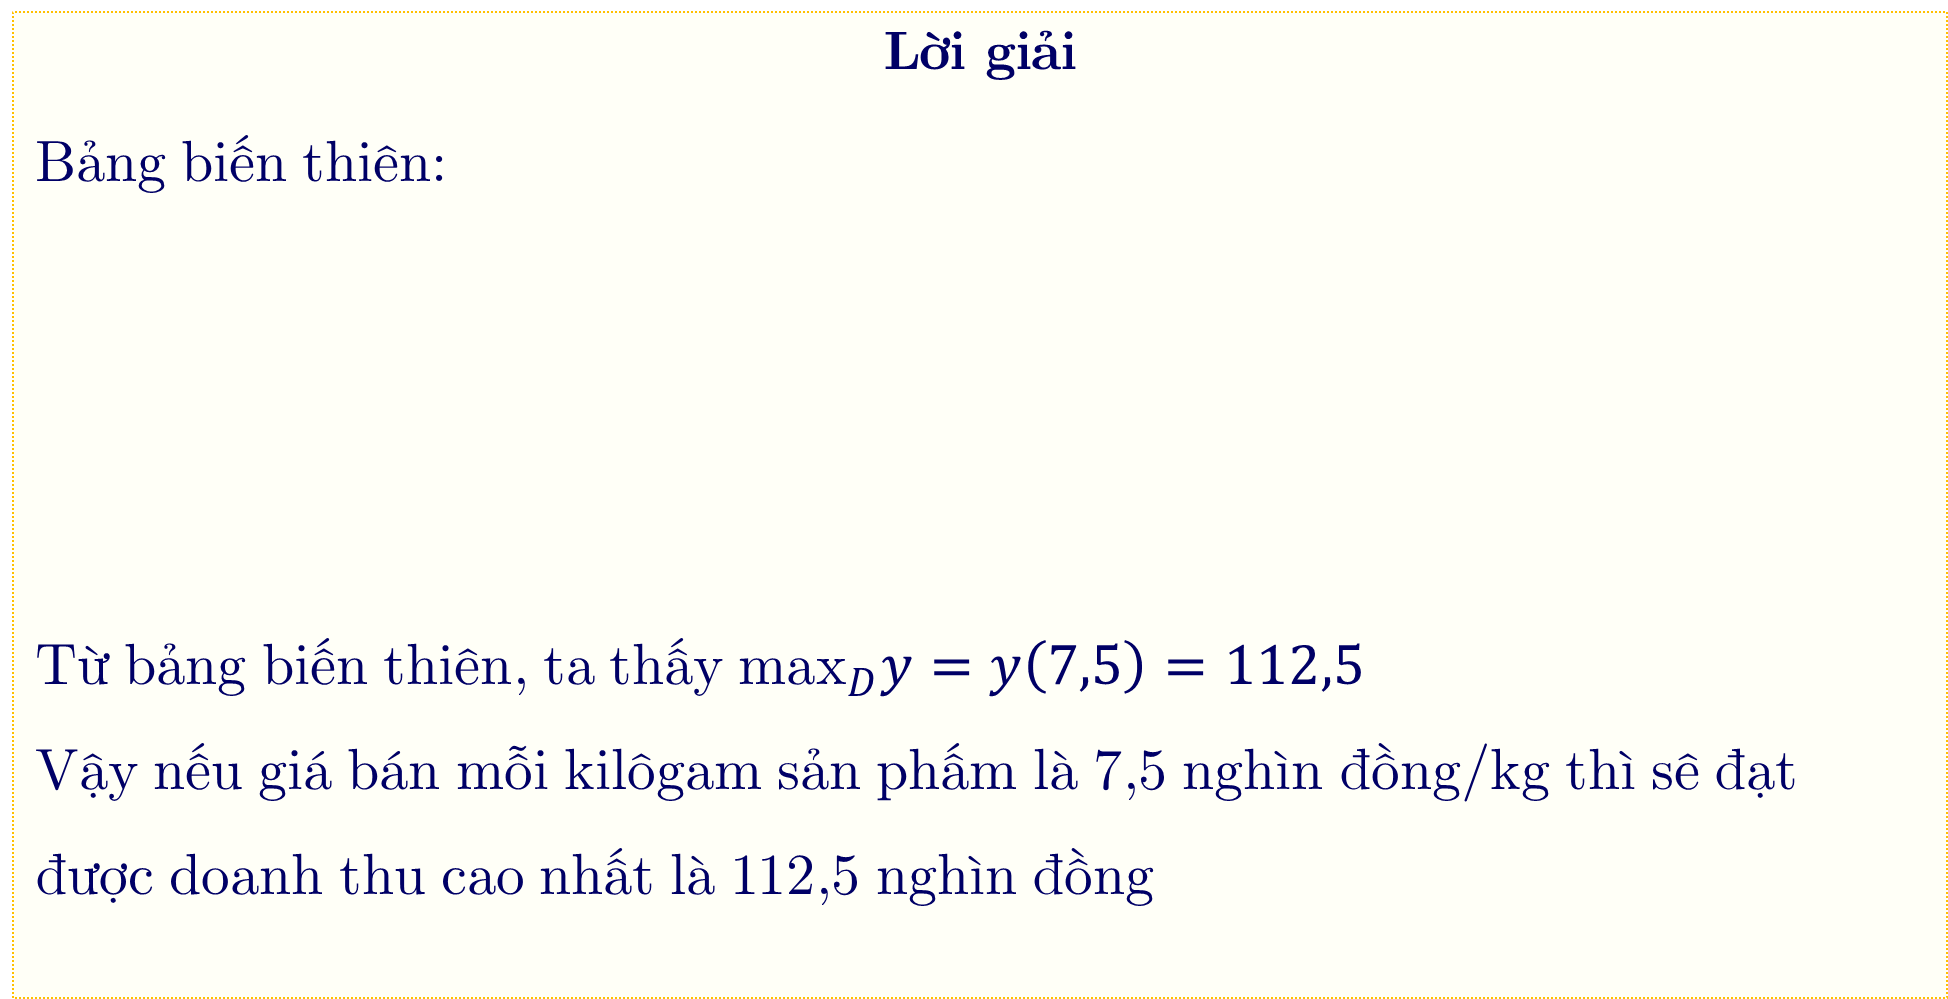 Lời giải
Bảng biến thiên:
Từ bảng biến thiên, ta thấy max_D y = y(7,5) = 112,5
Vậy nếu giá bán mỗi kilôgam sản phẩm là 7,5 nghìn đồng/kg thì sê đạt
được doanh thu cao nhất là 112,5 nghìn đồng